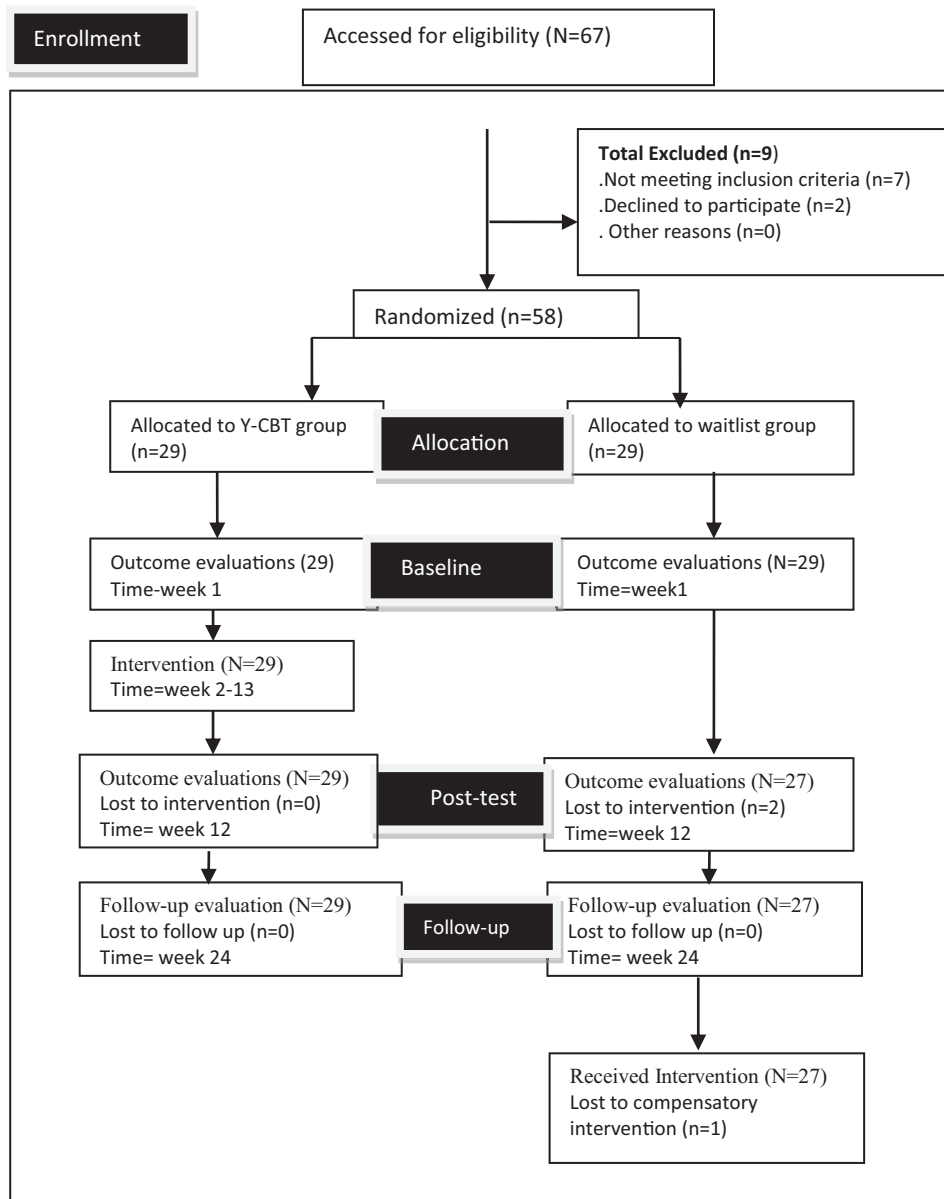 Enrollment
Accessed for eligibility (N=67)
Total Excluded (n=9)
.Not meeting inclusion criteria (n=7)
.Declined to participate (n=2)
. Other reasons (n=0)
Randomized (n=58)
Allocated to Y-CBT group
(n=29)
Allocation
Allocated to waitlist group
(n=29)
Outcome evaluations (29)
Time-week 1
Baseline
Outcome evaluations (N=29)
Time=week1
Intervention (N=29)
Time=week 2-13
Outcome evaluations (N=29)
Lost to intervention (n=0)
Time= week 12
Post-test
Outcome evaluations (N=27)
Lost to intervention (n=2)
Time=week 12
Follow-up evaluation (N=29)
Lost to follow up (n=0)
Time= week 24
Follow-up
Follow-up evaluation (N=27)
Lost to follow up (n=0)
Time= week 24
Received Intervention (N=27)
Lost to compensatory
intervention (n=1)